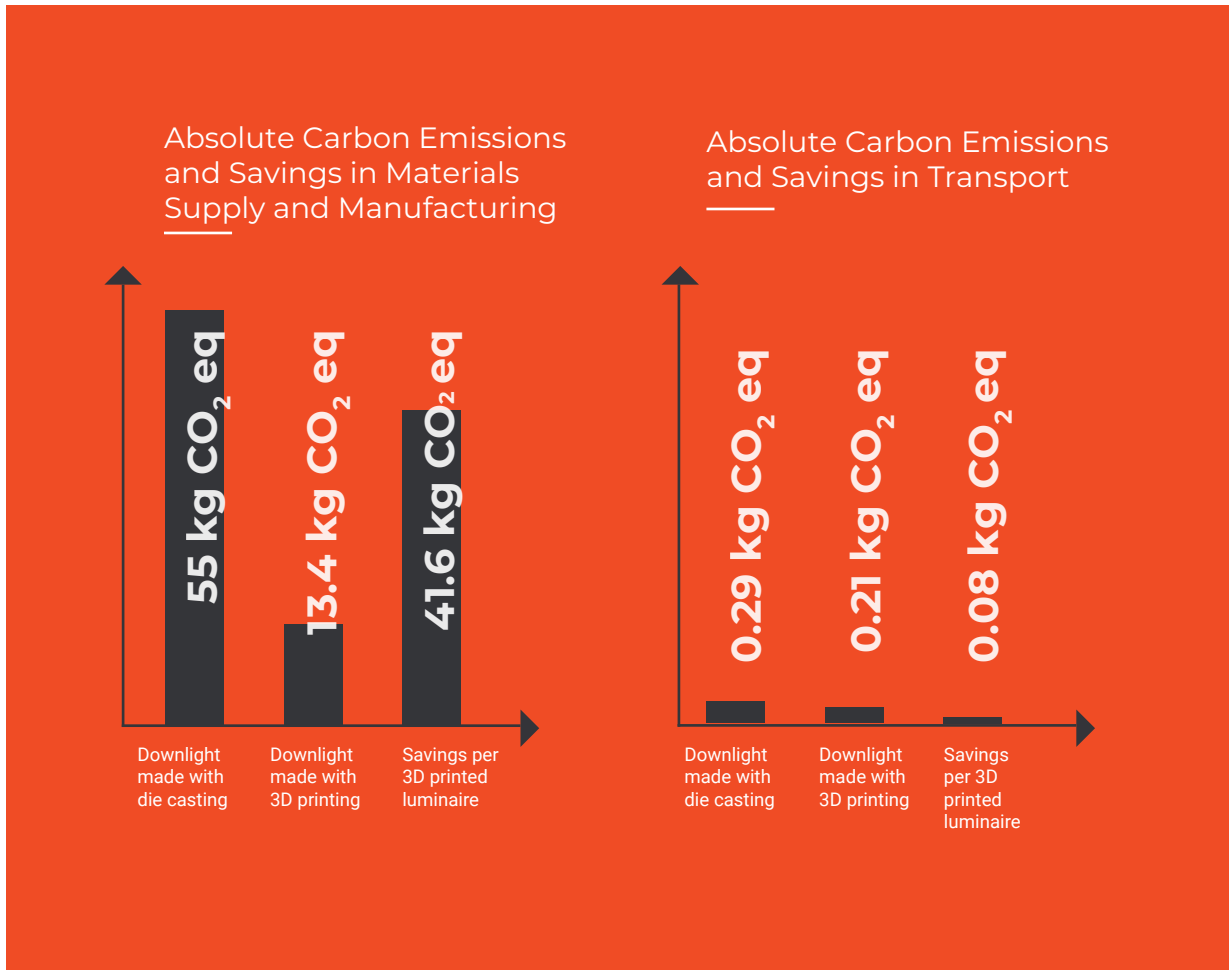 Absolute Carbon Emissions
and Savings in Materials
Supply and Manufacturing
55 kg CO₂ eq
13.4 kg CO₂ eq
41.6 kg CO₂ eq
Downlight
made with
die casting
Downlight
made with
3D printing
Savings per
3D printed
luminaire
Absolute Carbon Emissions
and Savings in Transport
0.29 kg CO₂ eq
0.21 kg CO₂ eq
0.08 kg CO₂ eq
Downlight
made with
die casting
Downlight
made with
3D printing
Savings
per 3D
printed
luminaire